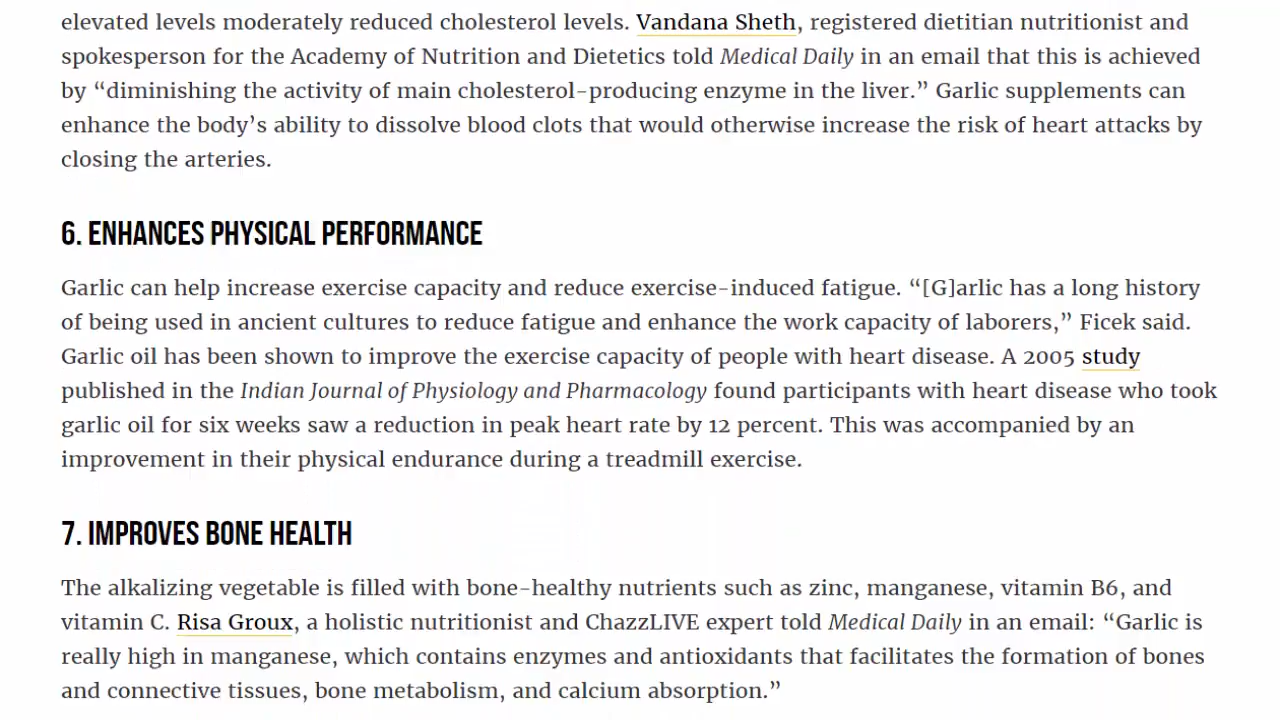 elevated levels moderately reduced cholesterol levels. Vandana Sheth, registered dietitian nutritionist and
spokesperson for the Academy of Nutrition and Dietetics told Medical Daily in an email that this is achieved
by “diminishing the activity of main cholesterol-producing enzyme in the liver.” Garlic supplements can
enhance the body’s ability to dissolve blood clots that would otherwise increase the risk of heart attacks by
closing the arteries.
6. ENHANCES PHYSICAL PERFORMANCE
Garlic can help increase exercise capacity and reduce exercise-induced fatigue. “[G]arlic has a long history
of being used in ancient cultures to reduce fatigue and enhance the work capacity of laborers,” Ficek said.
Garlic oil has been shown to improve the exercise capacity of people with heart disease. A 2005 study
published in the Indian Journal of Physiology and Pharmacology found participants with heart disease who took
garlic oil for six weeks saw a reduction in peak heart rate by 12 percent. This was accompanied by an
improvement in their physical endurance during a treadmill exercise.
7. IMPROVES BONE HEALTH
The alkalizing vegetable is filled with bone-healthy nutrients such as zinc, manganese, vitamin B6, and
vitamin C. Risa Groux, a holistic nutritionist and ChazzLIVE expert told Medical Daily in an email: “Garlic is
really high in manganese, which contains enzymes and antioxidants that facilitates the formation of bones
and connective tissues, bone metabolism, and calcium absorption.”